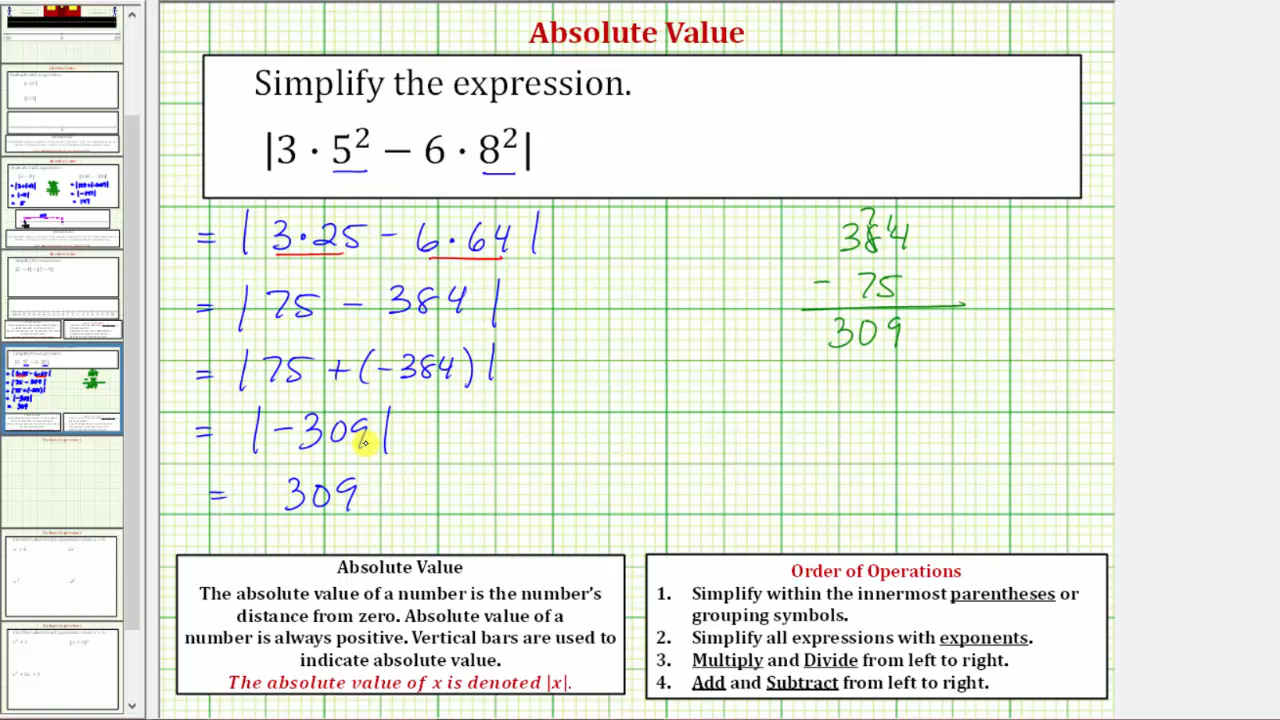 Absolute Value
Simplify the expression.
|3 · 5² − 6 · 8²|
= | 3·25 − 6·64 |
= | 75 − 384 |
= | 75 + (−384) |
= | −309 |
= 309
7
384
− 75
309
Absolute Value
The absolute value of a number is the number's
distance from zero. Absolute value of a
number is always positive. Vertical bars are used to
indicate absolute value.
The absolute value of x is denoted |x|.
Order of Operations
1. Simplify within the innermost parentheses or
grouping symbols.
2. Simplify all expressions with exponents.
3. Multiply and Divide from left to right.
4. Add and Subtract from left to right.